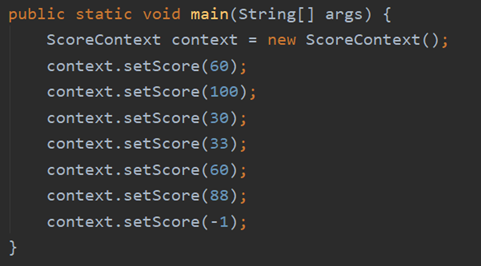 public static void main(String[] args) {
    ScoreContext context = new ScoreContext();
    context.setScore(60);
    context.setScore(100);
    context.setScore(30);
    context.setScore(33);
    context.setScore(60);
    context.setScore(88);
    context.setScore(-1);
}